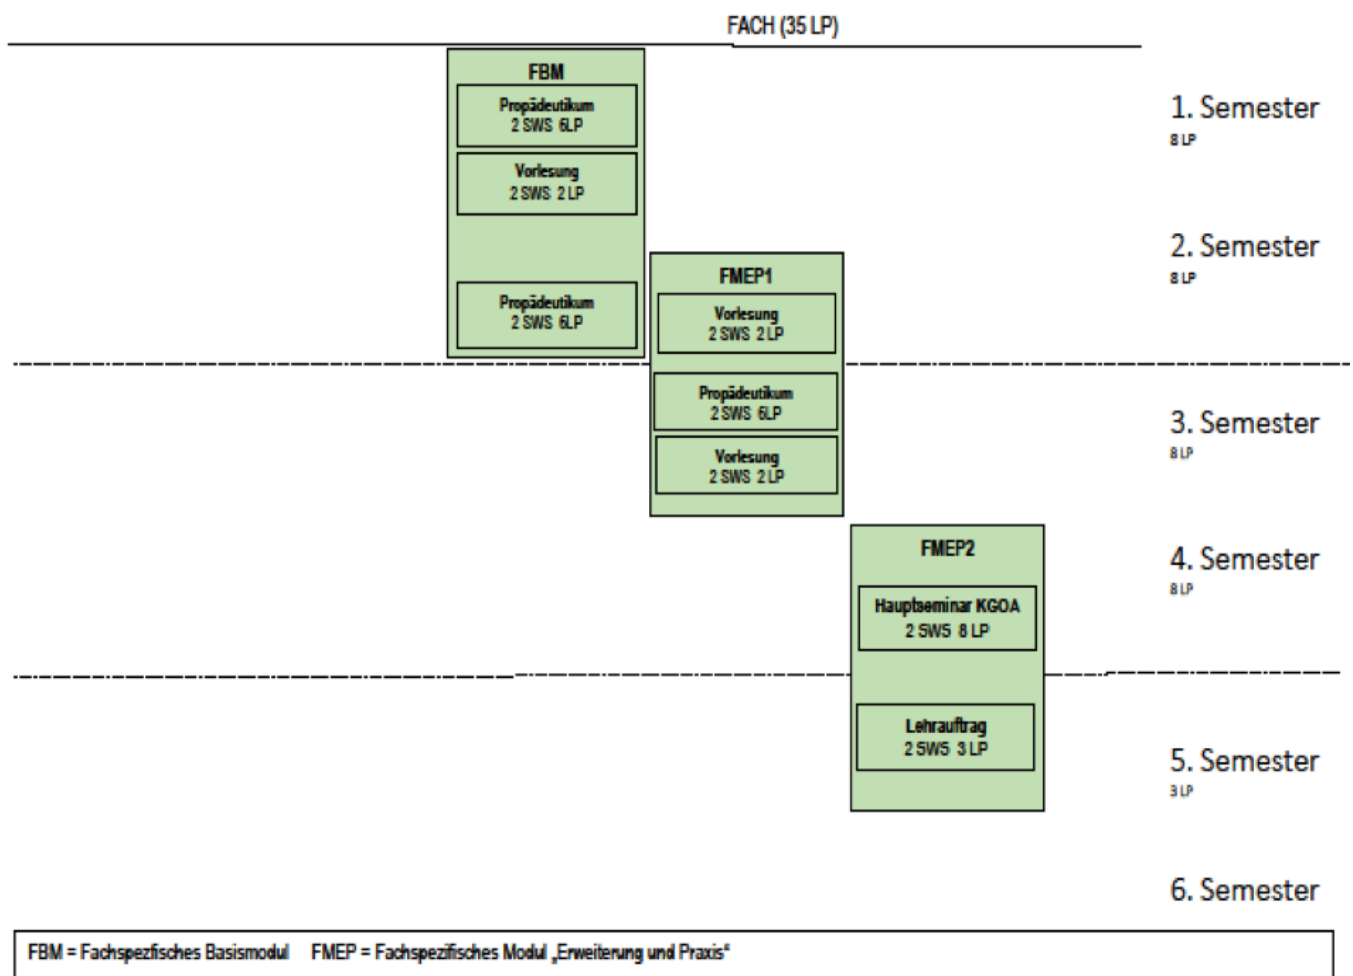 FACH (35 LP)
FBM
Propädeutikum
2 SWS 6LP
1. Semester
8 LP
Vorlesung
2 SWS 2 LP
2. Semester
8 LP
FMEP1
Propädeutikum
2 SWS 6LP
Vorlesung
2 SWS 2 LP
Propädeutikum
2 SWS 6LP
3. Semester
8 LP
Vorlesung
2 SWS 2 LP
FMEP2
4. Semester
8 LP
Hauptseminar KGOA
2 SWS 8 LP
Lehrauftrag
2 SWS 3 LP
5. Semester
3 LP
6. Semester
FBM = Fachspezfisches Basismodul FMEP = Fachspezifisches Modul „Erweiterung und Praxis“